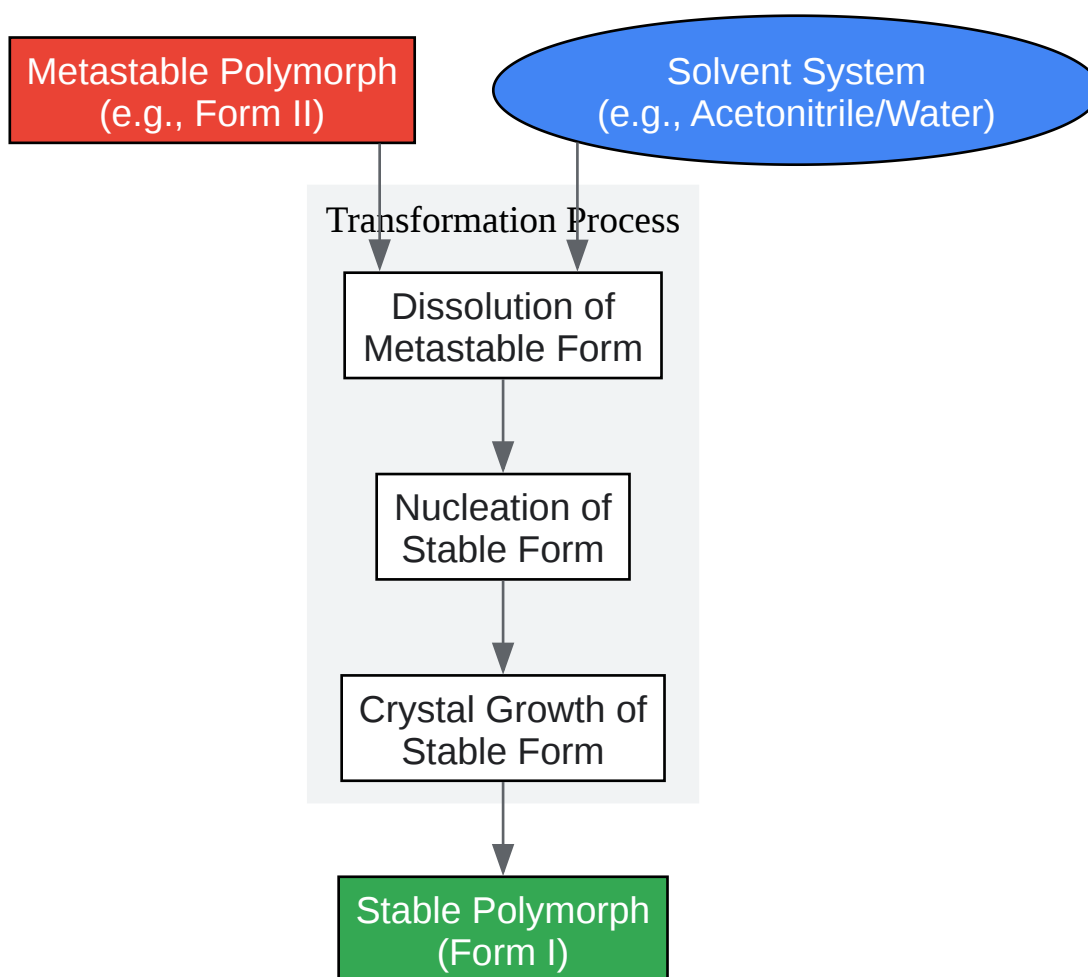 Metastable Polymorph
(e.g., Form II)
Solvent System
(e.g., Acetonitrile/Water)
Transformation Process
Dissolution of
Metastable Form
Nucleation of
Stable Form
Crystal Growth of
Stable Form
Stable Polymorph
(Form I)